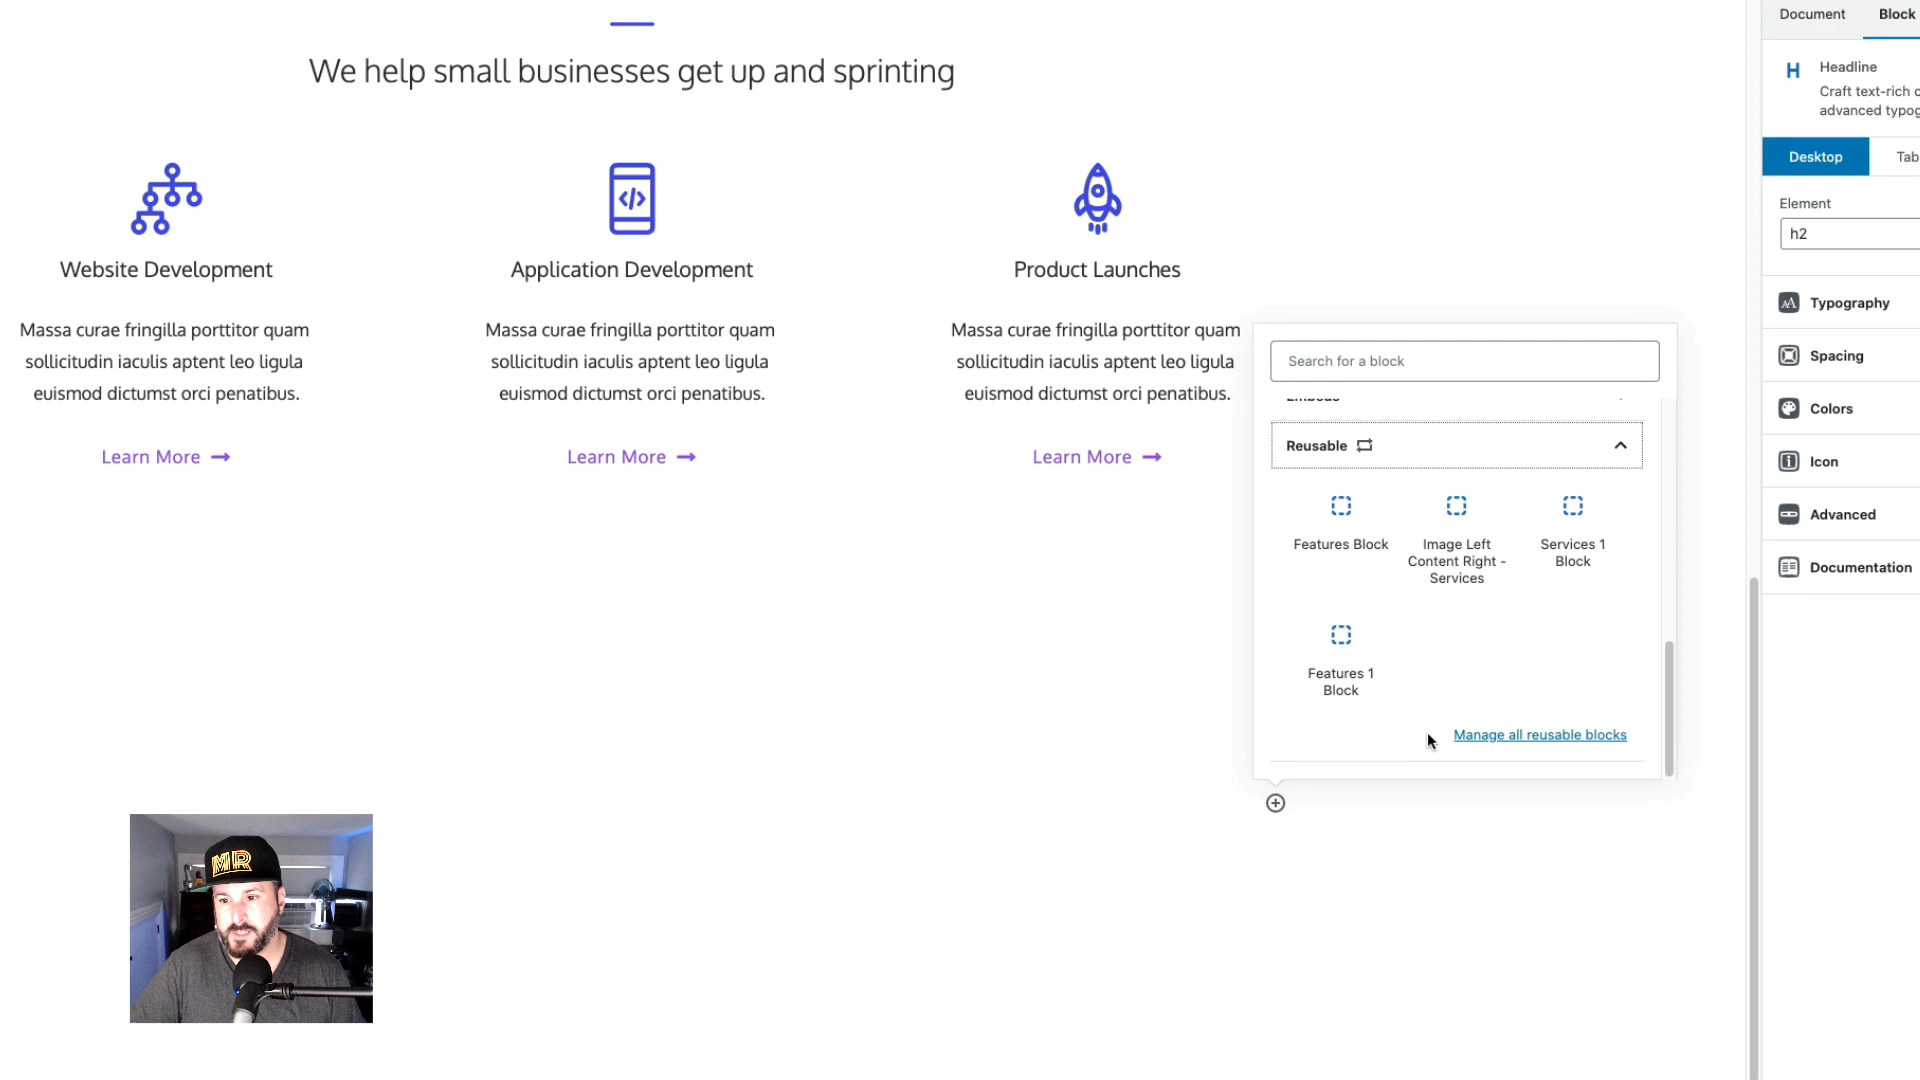 We help small businesses get up and sprinting
</>
Website Development
Application Development
Product Launches
Massa curae fringilla porttitor quam
sollicitudin iaculis aptent leo ligula
euismod dictumst orci penatibus.
Massa curae fringilla porttitor quam
sollicitudin iaculis aptent leo ligula
euismod dictumst orci penatibus.
Massa curae fringilla porttitor quam
sollicitudin iaculis aptent leo ligula
euismod dictumst orci penatibus.
Learn More
Learn More
Learn More
Search for a block
Reusable
Features Block
Image Left
Content Right -
Services
Services 1
Block
Features 1
Block
Manage all reusable blocks
MR
Document
Block
H
Headline
Craft text-rich
advanced
Desktop
Element
h2
AA
Typography
Spacing
Colors
Icon
Advanced
Documentation